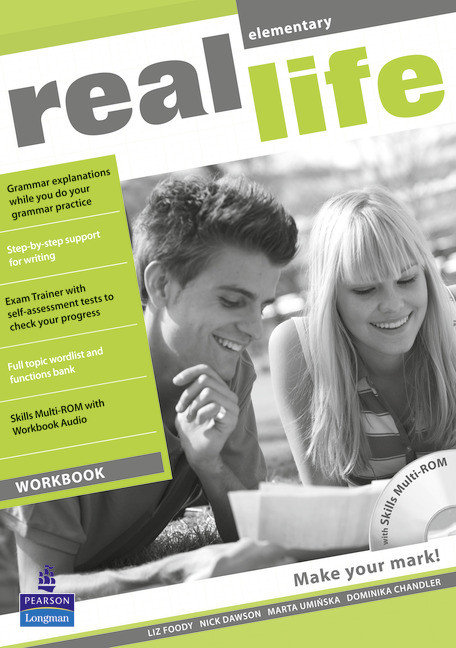 elementary
real
life
Grammar explanations
while you do your
grammar practice
Step-by-step support
for writing
Exam Trainer with
self-assessment tests to
check your progress
Full topic wordlist and
functions bank
Skills Multi-ROM with
Workbook Audio
WORKBOOK
with Skills Multi-ROM
Make your mark!
PEARSON
Longman
LIZ FOODY NICK DAWSON MARTA UMIŃSKA DOMINIKA CHANDLER